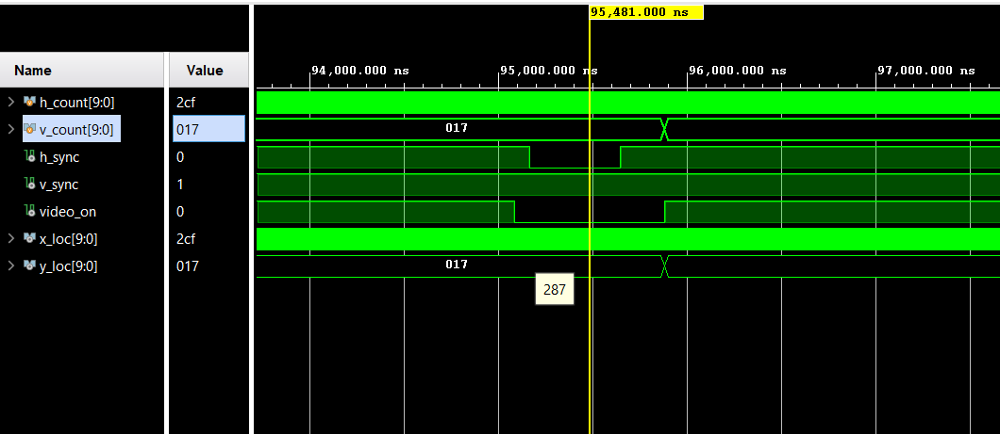 95,481.000 ns
Name Value
94,000.000 ns 95,000.000 ns 96,000.000 ns 97,000.000 ns
h_count[9:0] 2cf
v_count[9:0] 017 017
h_sync 0
v_sync 1
video_on 0
x_loc[9:0] 2cf
y_loc[9:0] 017 017
287